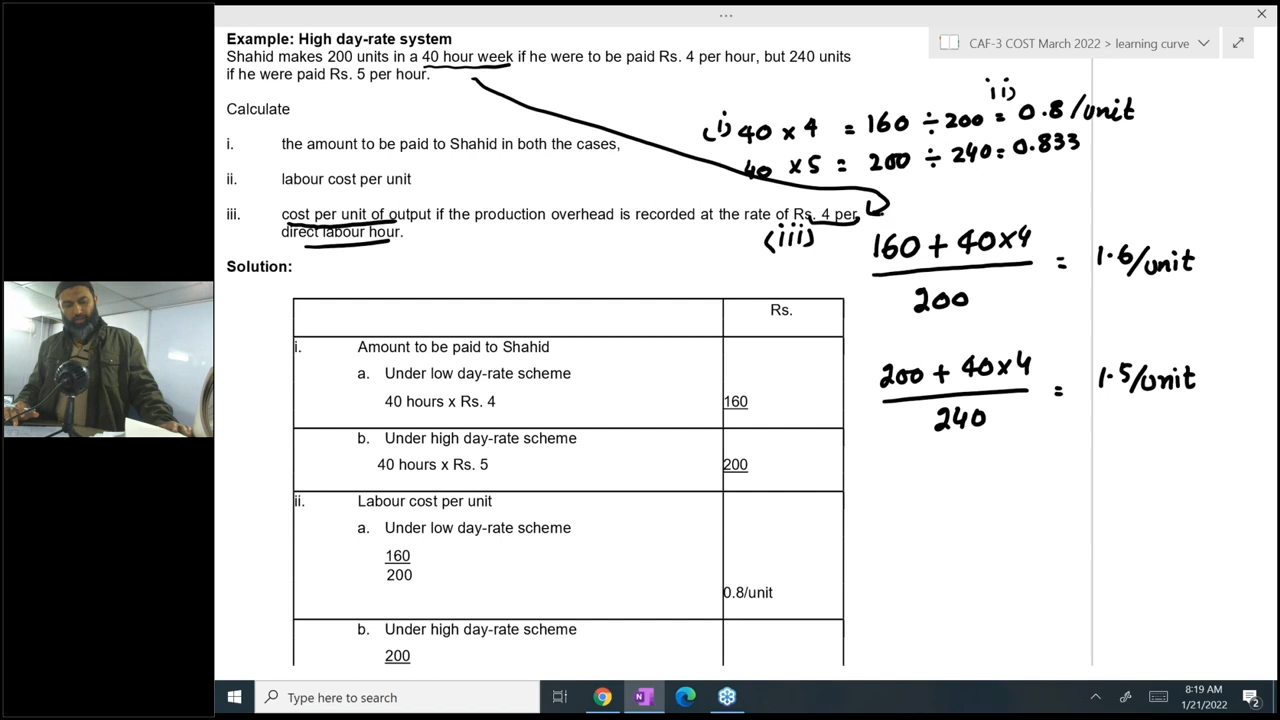 CAF-3 COST March 2022 > learning curve
Example: High day-rate system
Shahid makes 200 units in a 40 hour week if he were to be paid Rs. 4 per hour, but 240 units
if he were paid Rs. 5 per hour.
Calculate
i. the amount to be paid to Shahid in both the cases,
ii. labour cost per unit
iii. cost per unit of output if the production overhead is recorded at the rate of Rs. 4 per
direct labour hour.
ii)
(i) 40 × 4 = 160 ÷ 200 = 0.8/unit
40 × 5 = 200 ÷ 240 = 0.833
(iii)
160 + 40×4
200
= 1.6/unit
200 + 40×4
240
= 1.5/unit
Solution:
Rs.
i. Amount to be paid to Shahid
a. Under low day-rate scheme
40 hours x Rs. 4 160
b. Under high day-rate scheme
40 hours x Rs. 5 200
ii. Labour cost per unit
a. Under low day-rate scheme
160
200
0.8/unit
b. Under high day-rate scheme
200
Type here to search
8:19 AM
1/21/2022
2